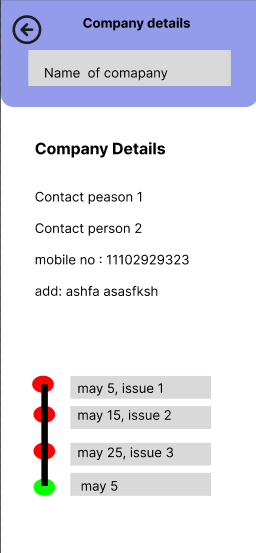 Company details
Name  of comapany
Company Details
Contact peason 1
Contact person 2
mobile no : 11102929323
add: ashfa asasfksh
may 5, issue 1
may 15, issue 2
may 25, issue 3
may 5